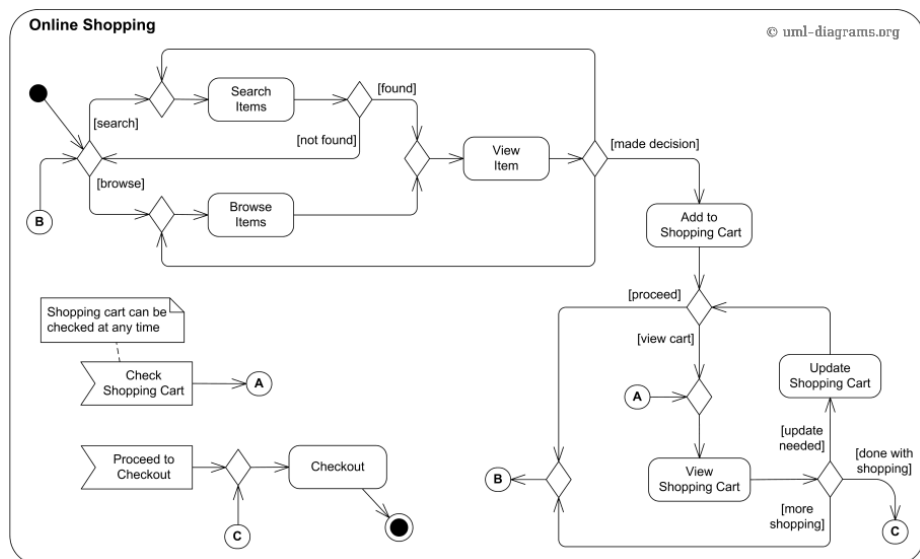 Online Shopping
© uml-diagrams.org
Search
Items
[found]
[search]
[not found]
View
Item
[made decision]
[browse]
B
Browse
Items
Add to
Shopping Cart
Shopping cart can be
checked at any time
[proceed]
[view cart]
Check
Shopping Cart
A
A
Update
Shopping Cart
[update
needed]
[done with
shopping]
Proceed to
Checkout
Checkout
B
View
Shopping Cart
[more
shopping]
C
C